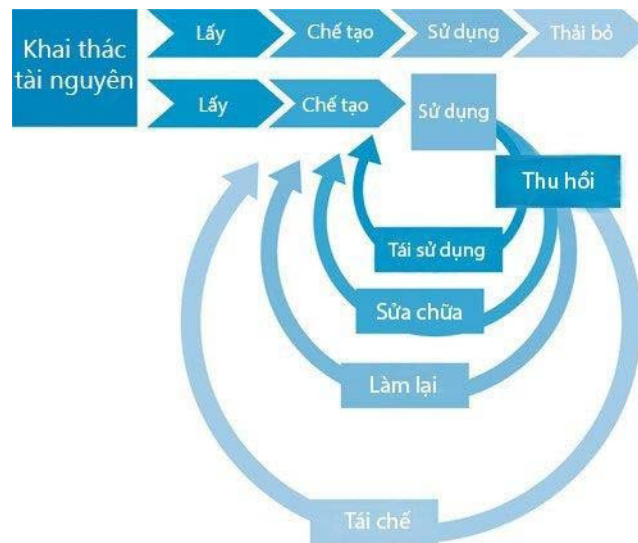 Khai thác
tài nguyên
Lấy
Chế tạo
Sử dụng
Thải bỏ
Lấy
Chế tạo
Sử dụng
Thu hồi
Tái sử dụng
Sửa chữa
Làm lại
Tái chế